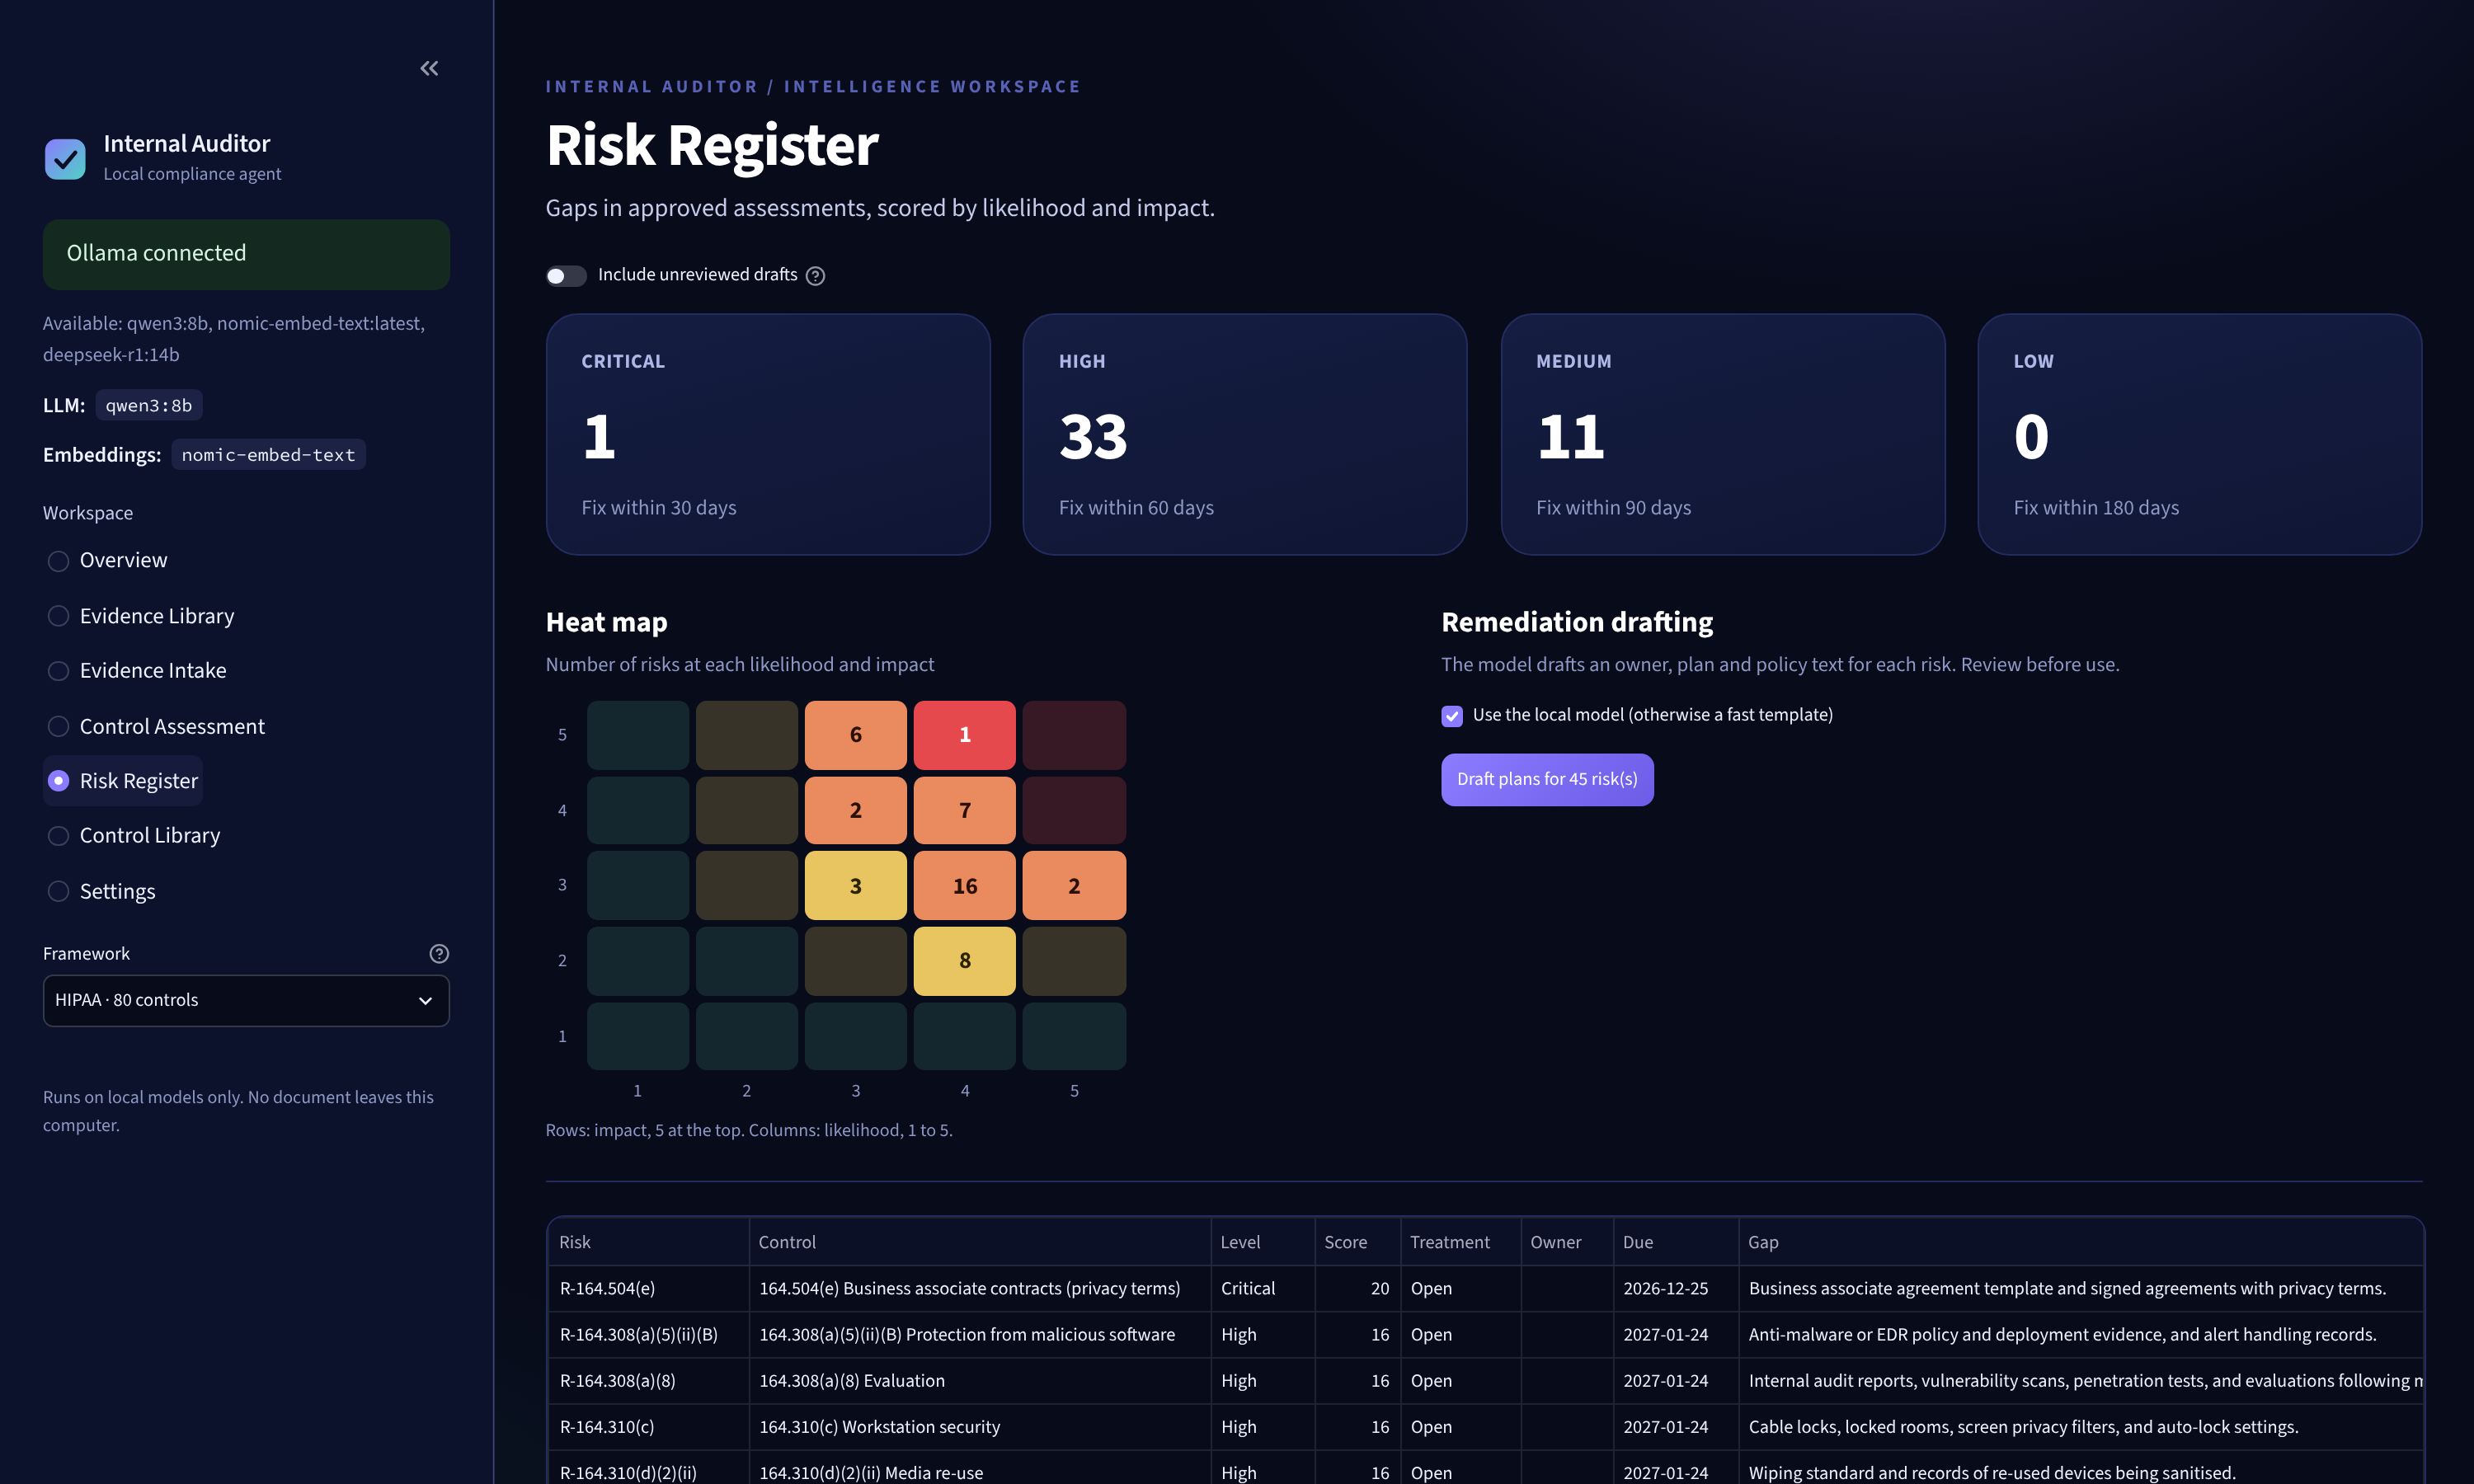 Internal Auditor
Local compliance agent
Ollama connected
Available: qwen3:8b, nomic-embed-text:latest,
deepseek-r1:14b
LLM: qwen3:8b
Embeddings: nomic-embed-text
Workspace
Overview
Evidence Library
Evidence Intake
Control Assessment
Risk Register
Control Library
Settings
Framework
HIPAA · 80 controls
Runs on local models only. No document leaves this
computer.
INTERNAL AUDITOR / INTELLIGENCE WORKSPACE
Risk Register
Gaps in approved assessments, scored by likelihood and impact.
Include unreviewed drafts
CRITICAL
1
Fix within 30 days
HIGH
33
Fix within 60 days
MEDIUM
11
Fix within 90 days
LOW
0
Fix within 180 days
Heat map
Number of risks at each likelihood and impact
5 6 1
4 2 7
3 3 16 2
2 8
1
1 2 3 4 5
Rows: impact, 5 at the top. Columns: likelihood, 1 to 5.
Remediation drafting
The model drafts an owner, plan and policy text for each risk. Review before use.
Use the local model (otherwise a fast template)
Draft plans for 45 risk(s)
Risk Control Level Score Treatment Owner Due Gap
R-164.504(e) 164.504(e) Business associate contracts (privacy terms) Critical 20 Open 2026-12-25 Business associate agreement template and signed agreements with privacy terms.
R-164.308(a)(5)(ii)(B) 164.308(a)(5)(ii)(B) Protection from malicious software High 16 Open 2027-01-24 Anti-malware or EDR policy and deployment evidence, and alert handling records.
R-164.308(a)(8) 164.308(a)(8) Evaluation High 16 Open 2027-01-24 Internal audit reports, vulnerability scans, penetration tests, and evaluations following
R-164.310(c) 164.310(c) Workstation security High 16 Open 2027-01-24 Cable locks, locked rooms, screen privacy filters, and auto-lock settings.
R-164.310(d)(2)(ii) 164.310(d)(2)(ii) Media re-use High 16 Open 2027-01-24 Wiping standard and records of re-used devices being sanitised.